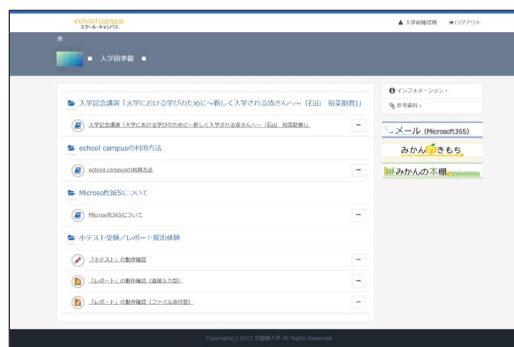 echool campus
エクール・キャンパス
入学前確認用
ログアウト
■ 入学前準備 ■
入学記念講演「大学における学びのために~新しく入学される皆さんへ~(石山 裕菜助教)」
入学記念講演「大学における学びのために~新しく入学される皆さんへ~(石山 裕菜助教)」
echool campusの利用方法
echool campusの利用方法
Microsoft365について
Microsoft365について
小テスト受験/レポート提出体験
「小テスト」の動作確認
「レポート」の動作確認(直接入力型)
「レポート」の動作確認(ファイル添付型)
インフォメーション
参考資料
メール (Microsoft365)
みかんのきもち
みかんの本棚
Copyright(c) 2012 京都橘大学 All Rights Reserved.